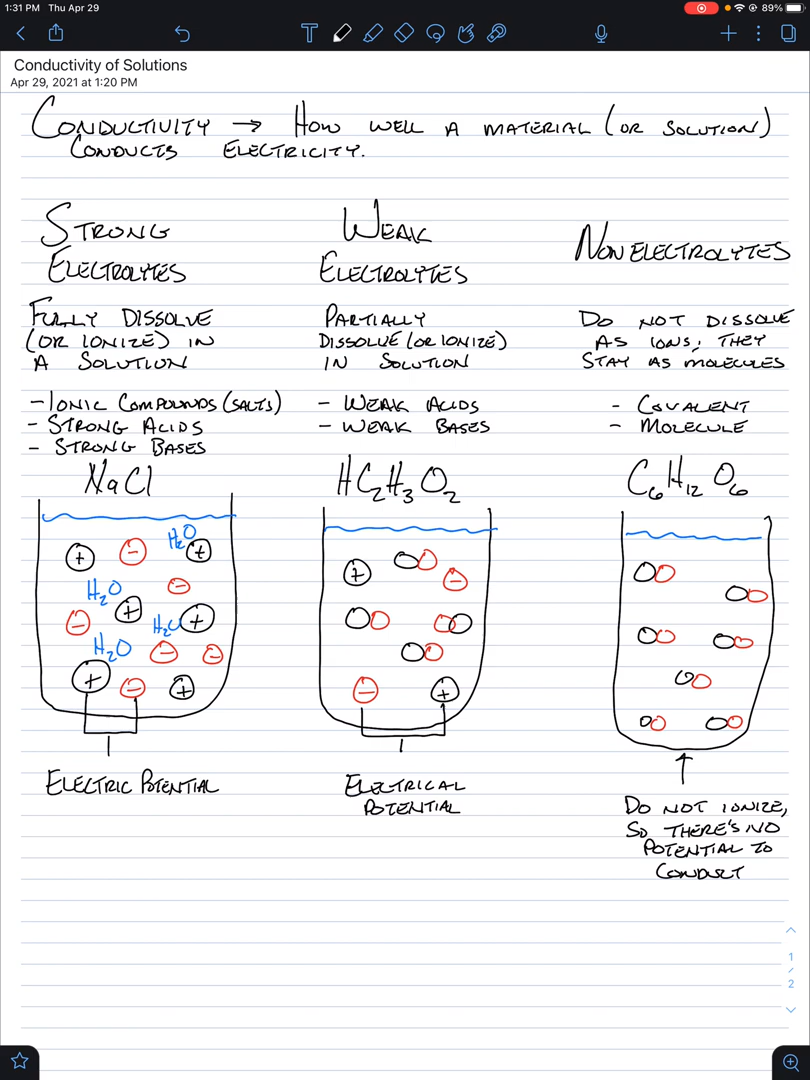 1:31 PM Thu Apr 29
89%
Conductivity of Solutions
Apr 29, 2021 at 1:20 PM
CONDUCTIVITY → HOW WELL A MATERIAL (OR SOLUTION)
CONDUCTS ELECTRICITY.
STRONG
ELECTROLYTES
FULLY DISSOLVE
(OR IONIZE) IN
A SOLUTION
- IONIC COMPOUNDS (SALTS)
- STRONG ACIDS
- STRONG BASES
NaCl
+ - H₂O +
H₂O -
- + H₂O +
H₂O - -
+ - +
ELECTRIC POTENTIAL
WEAK
ELECTROLYTES
PARTIALLY
DISSOLVE (OR IONIZE)
IN SOLUTION
- WEAK ACIDS
- WEAK BASES
HC₂H₃O₂
+ -
- +
ELECTRICAL
POTENTIAL
NONELECTROLYTES
DO NOT DISSOLVE
AS IONS; THEY
STAY AS MOLECULES
- COVALENT
- MOLECULE
C₆H₁₂O₆
DO NOT IONIZE,
SO THERE'S NO
POTENTIAL TO
CONDUCT
1
/
2